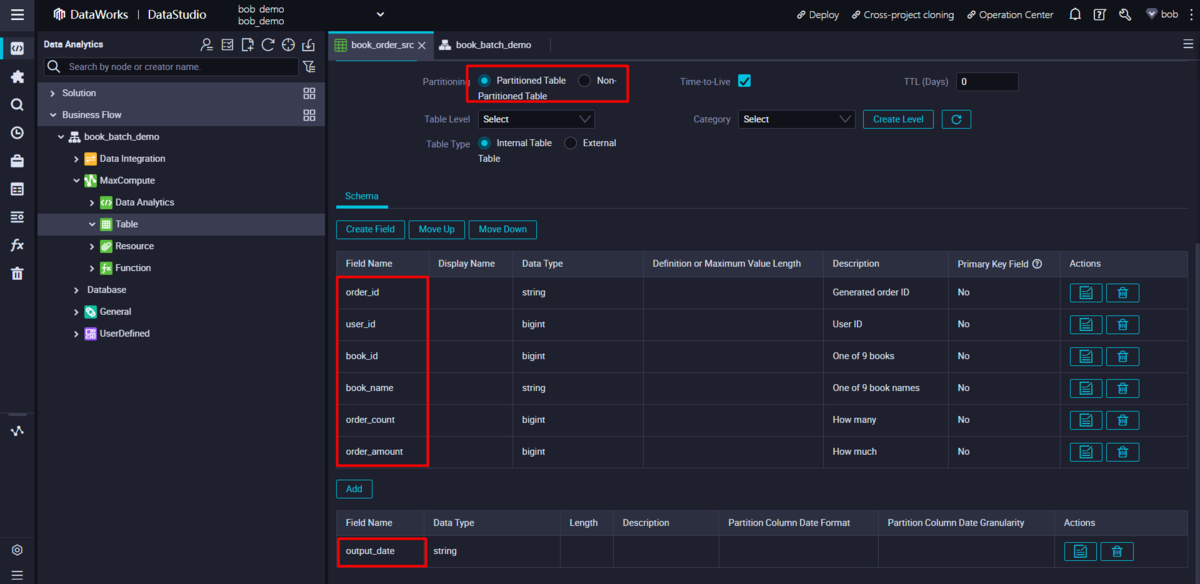 DataWorks | DataStudio
bob demo
bob_demo
Deploy
Cross-project cloning
Operation Center
bob
Data Analytics
Search by node or creator name.
Solution
Business Flow
book_batch_demo
Data Integration
MaxCompute
Data Analytics
Table
Resource
Function
Database
General
UserDefined
book_order_src
book_batch_demo
Partitioning Partitioned Table Non-
Partitioned Table
Time-to-Live
TTL (Days) 0
Table Level Select
Category Select Create Level
Table Type Internal Table External
Table
Schema
Create Field Move Up Move Down
Field Name Display Name Data Type Definition or Maximum Value Length Description Primary Key Field Actions
order_id string Generated order ID No
user_id bigint User ID No
book_id bigint One of 9 books No
book_name string One of 9 book names No
order_count bigint How many No
order_amount bigint How much No
Add
Field Name Data Type Length Description Partition Column Date Format Partition Column Date Granularity Actions
output_date string